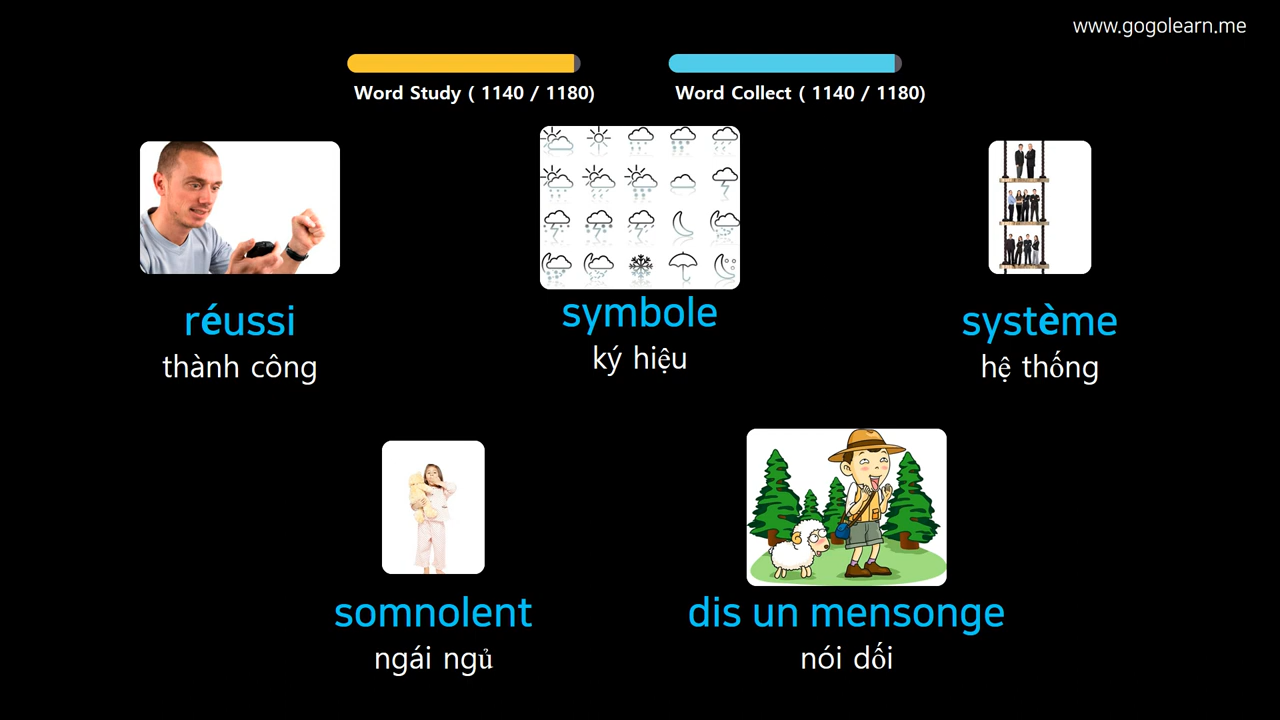 www.gogolearn.me
Word Study ( 1140 / 1180)
Word Collect ( 1140 / 1180)
réussi
thành công
symbole
ký hiệu
système
hệ thống
somnolent
ngái ngủ
dis un mensonge
nói dối